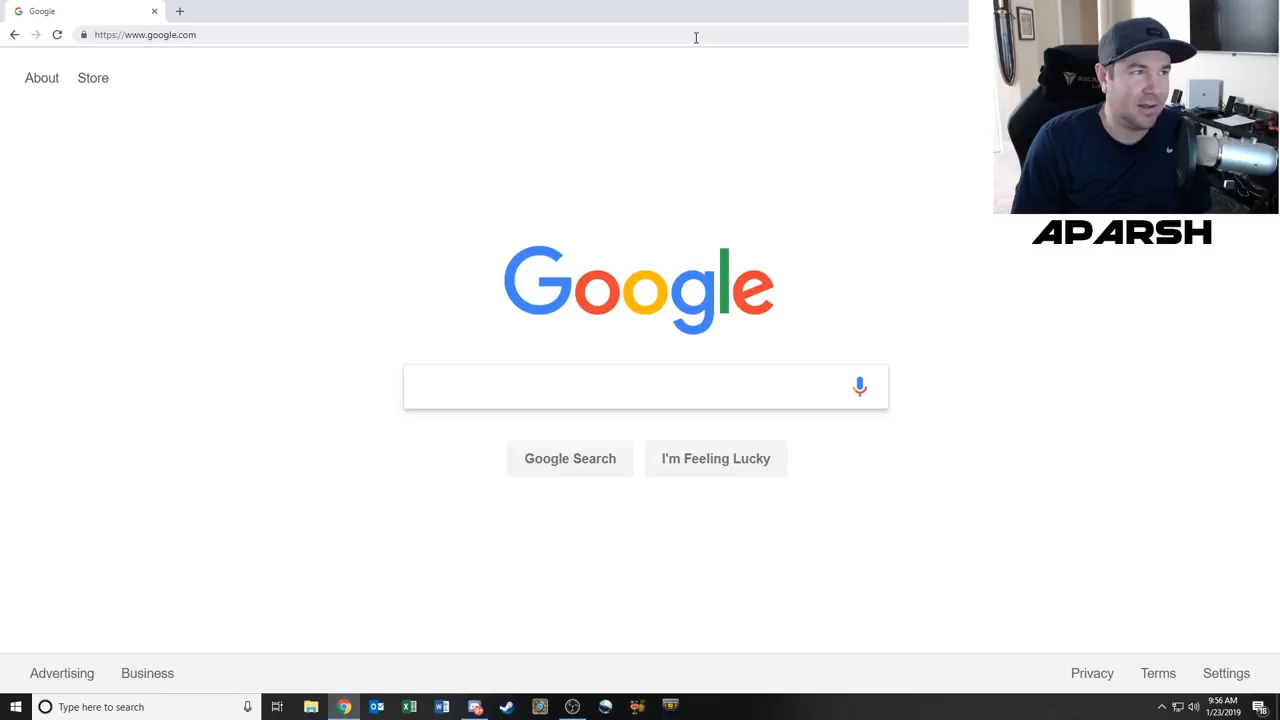 Google
https://www.google.com
About Store
APARSH
Google
Google Search
I'm Feeling Lucky
Advertising Business
Privacy Terms Settings
Type here to search
9:56 AM
1/23/2019
18